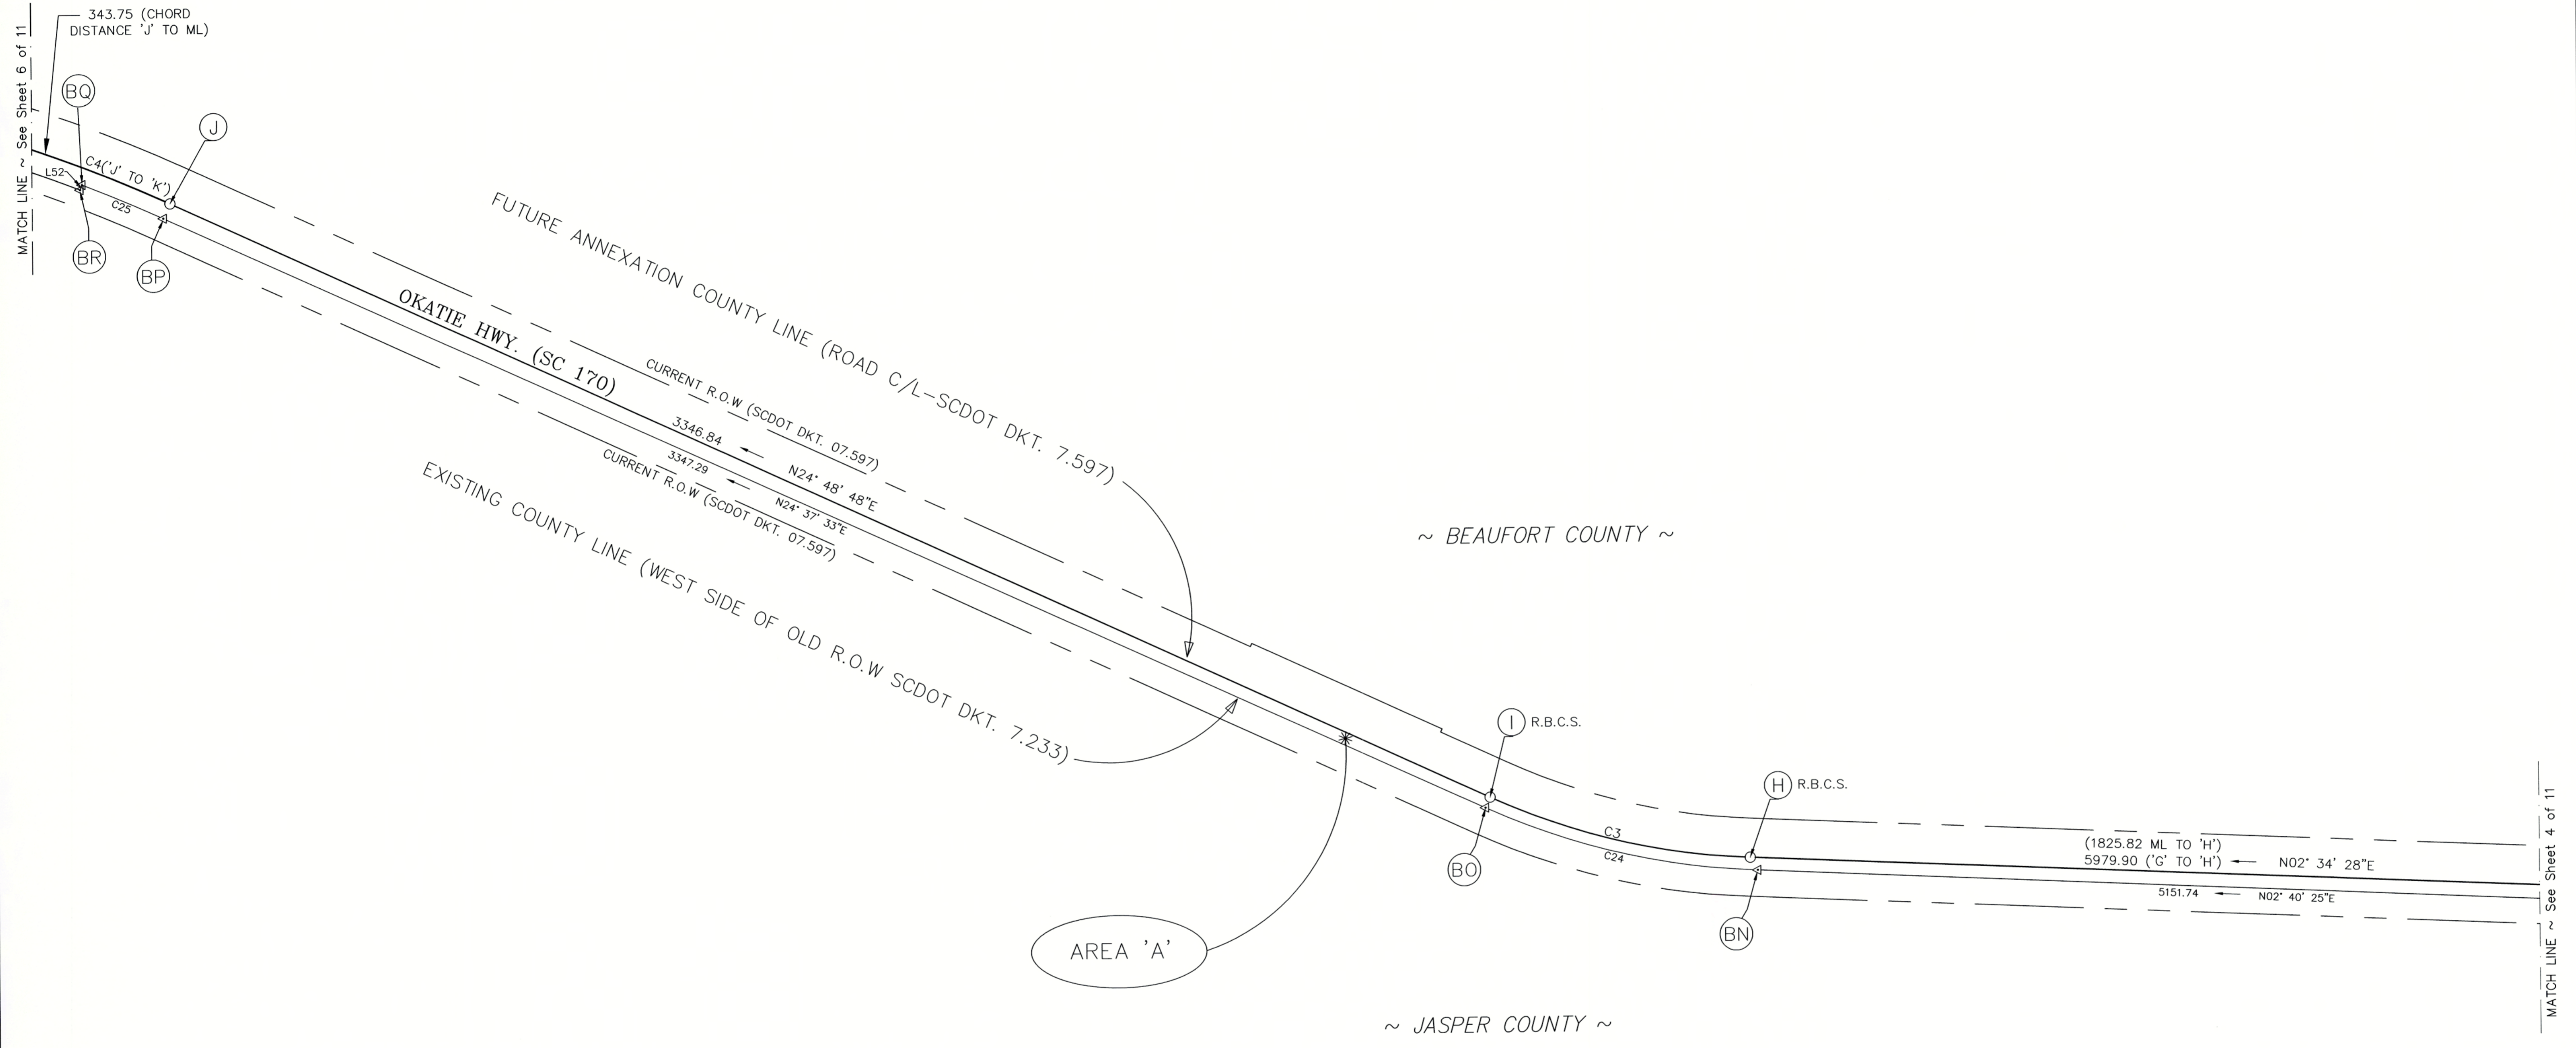 343.75 (CHORD
DISTANCE 'J' TO ML)
MATCH LINE ~ See Sheet 6 of 11
BQ
J
C4('J' TO 'K')
L52
C25
BR
BP
FUTURE ANNEXATION COUNTY LINE (ROAD C/L-SCDOT DKT. 7.597)
OKATIE HWY. (SC 170)
CURRENT R.O.W (SCDOT DKT. 07.597)
3346.84 N24° 48' 48"E
3347.29 N24° 37' 33"E
CURRENT R.O.W (SCDOT DKT. 07.597)
EXISTING COUNTY LINE (WEST SIDE OF OLD R.O.W SCDOT DKT. 7.233)
~ BEAUFORT COUNTY ~
I R.B.C.S.
H R.B.C.S.
C3
C24
BO
BN
(1825.82 ML TO 'H')
5979.90 ('G' TO 'H') N02° 34' 28"E
5151.74 N02° 40' 25"E
MATCH LINE ~ See Sheet 4 of 11
AREA 'A'
~ JASPER COUNTY ~